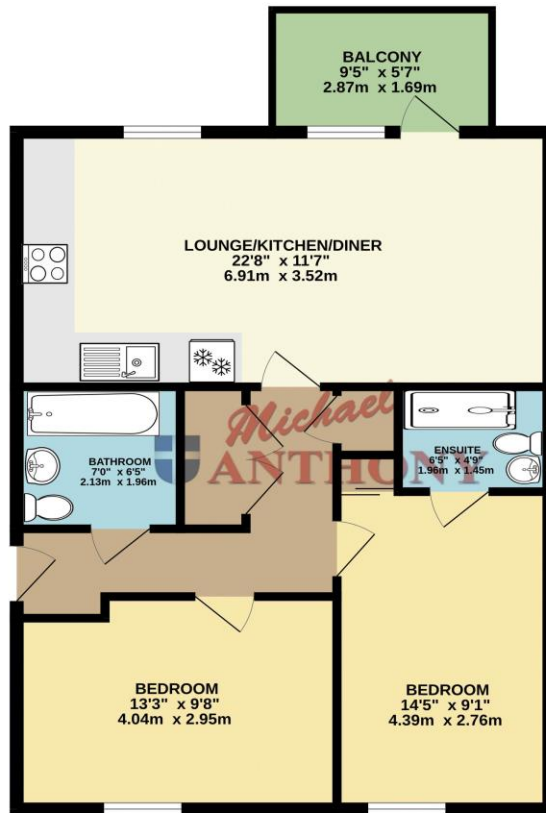 BALCONY
9'5" x 5'7"
2.87m x 1.69m
LOUNGE/KITCHEN/DINER
22'8" x 11'7"
6.91m x 3.52m
Michael
ANTHONY
BATHROOM
7'0" x 6'5"
2.13m x 1.96m
ENSUITE
6'5" x 4'9"
1.96m x 1.45m
BEDROOM
13'3" x 9'8"
4.04m x 2.95m
BEDROOM
14'5" x 9'1"
4.39m x 2.76m